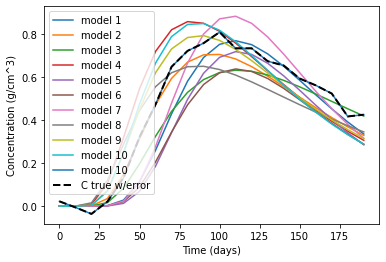 Concentration (g/cm^3)
0.8
0.6
0.4
0.2
0.0
model 1
model 2
model 3
model 4
model 5
model 6
model 7
model 8
model 9
model 10
model 10
C true w/error
0 25 50 75 100 125 150 175
Time (days)